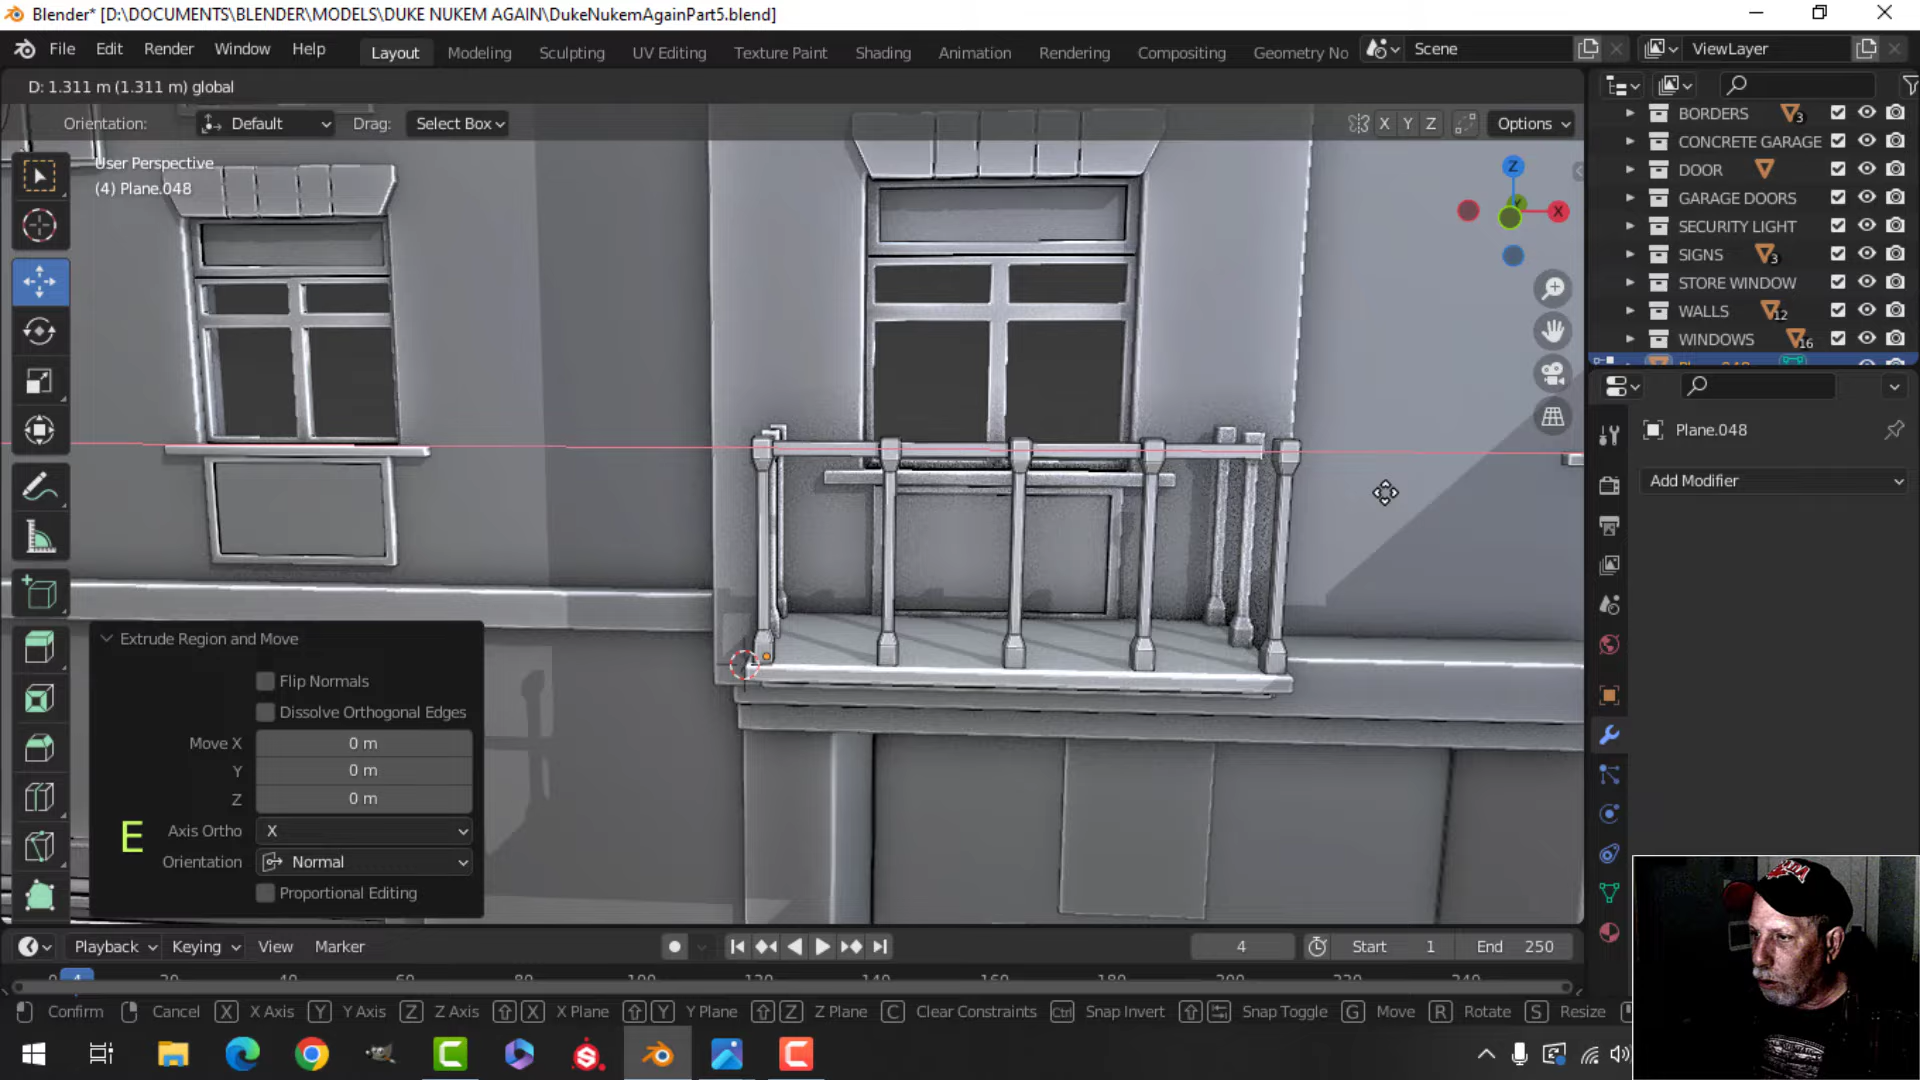 Blender* [D:\DOCUMENTS\BLENDER\MODELS\DUKE NUKEM AGAIN\DukeNukemAgainPart5.blend]
File Edit Render Window Help Layout Modeling Sculpting UV Editing Texture Paint Shading Animation Rendering Compositing Geometry No Scene ViewLayer
D: 1.311 m (1.311 m) global
Orientation: Default Drag: Select Box X Y Z Options
User Perspective
(4) Plane.048
Z
X
BORDERS 3
CONCRETE GARAGE
DOOR
GARAGE DOORS
SECURITY LIGHT
SIGNS 3
STORE WINDOW
WALLS 12
WINDOWS 16
Plane.048
Add Modifier
Extrude Region and Move
Flip Normals
Dissolve Orthogonal Edges
Move X 0 m
Y 0 m
Z 0 m
Axis Ortho X
Orientation Normal
Proportional Editing
E
Playback Keying View Marker 4 Start 1 End 250
Confirm Cancel X X Axis Y Y Axis Z Z Axis X X Plane Y Y Plane Z Z Plane C Clear Constraints Ctrl Snap Invert Snap Toggle G Move R Rotate S Resize